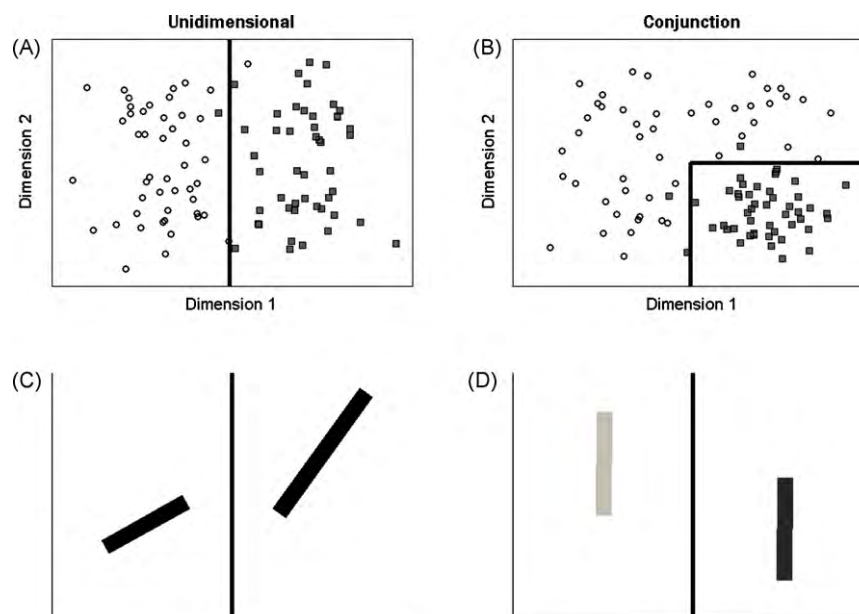 Unidimensional
Conjunction
(A)
(B)
Dimension 2
Dimension 2
Dimension 1
Dimension 1
(C)
(D)